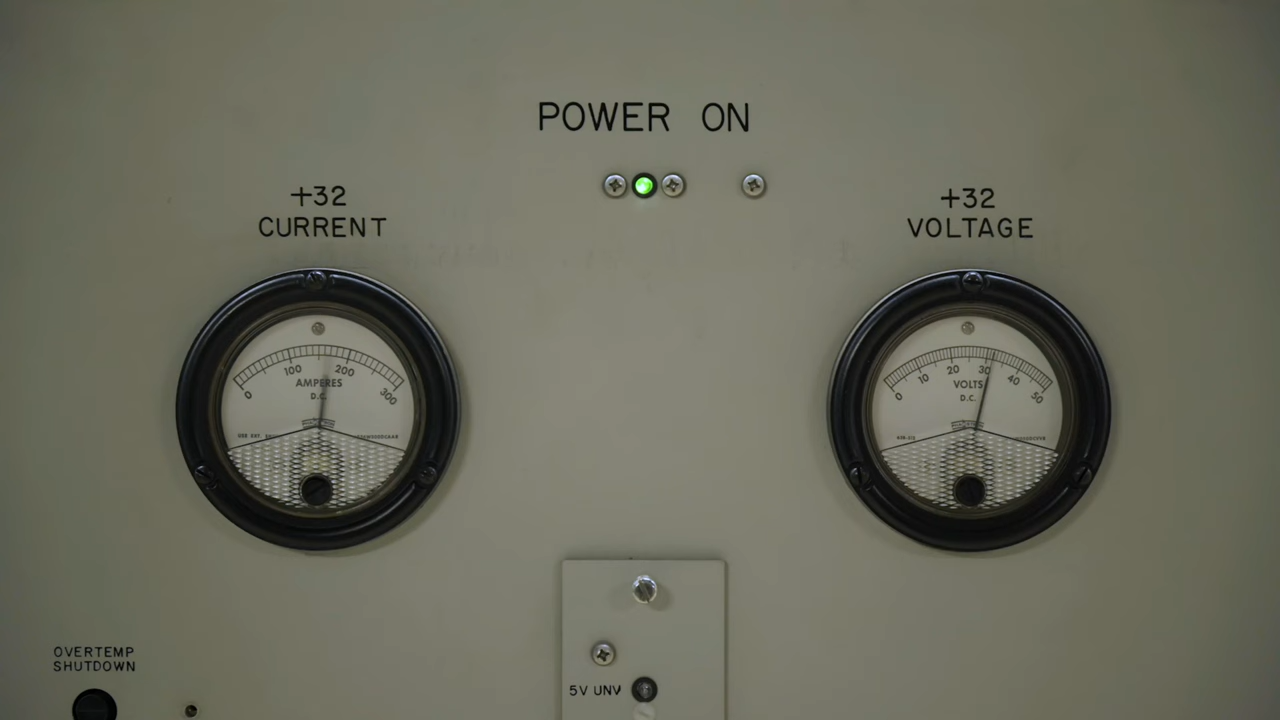 POWER ON
+32
CURRENT
+32
VOLTAGE
0 100 200 300
AMPERES
D.C.
0 10 20 30 40 50
VOLTS
D.C.
OVERTEMP
SHUTDOWN
5V UNV